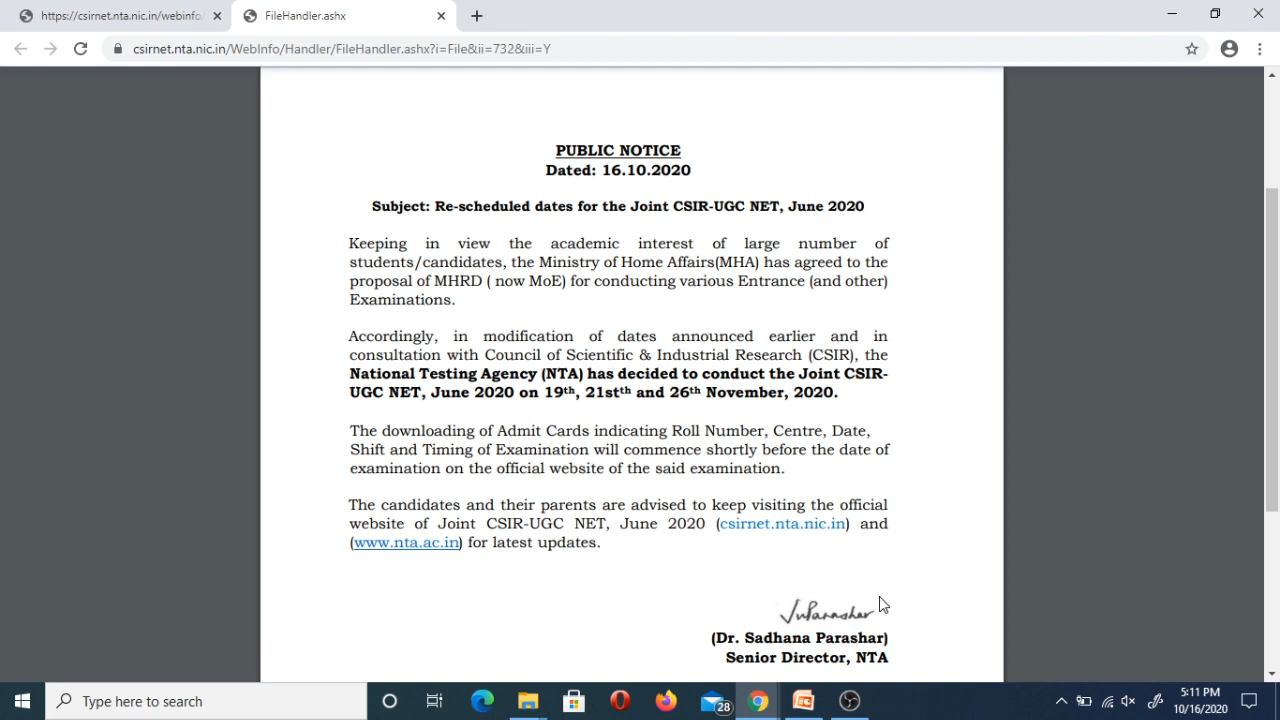 https://csirnet.nta.nic.in/webinfo/
FileHandler.ashx
csirnet.nta.nic.in/WebInfo/Handler/FileHandler.ashx?i=File&ii=732&iii=Y
PUBLIC NOTICE
Dated: 16.10.2020
Subject: Re-scheduled dates for the Joint CSIR-UGC NET, June 2020
Keeping in view the academic interest of large number of
students/candidates, the Ministry of Home Affairs(MHA) has agreed to the
proposal of MHRD ( now MoE) for conducting various Entrance (and other)
Examinations.
Accordingly, in modification of dates announced earlier and in
consultation with Council of Scientific & Industrial Research (CSIR), the
National Testing Agency (NTA) has decided to conduct the Joint CSIR-
UGC NET, June 2020 on 19th, 21stth and 26th November, 2020.
The downloading of Admit Cards indicating Roll Number, Centre, Date,
Shift and Timing of Examination will commence shortly before the date of
examination on the official website of the said examination.
The candidates and their parents are advised to keep visiting the official
website of Joint CSIR-UGC NET, June 2020 (csirnet.nta.nic.in) and
(www.nta.ac.in) for latest updates.
(Dr. Sadhana Parashar)
Senior Director, NTA
Type here to search
28
5:11 PM
10/16/2020